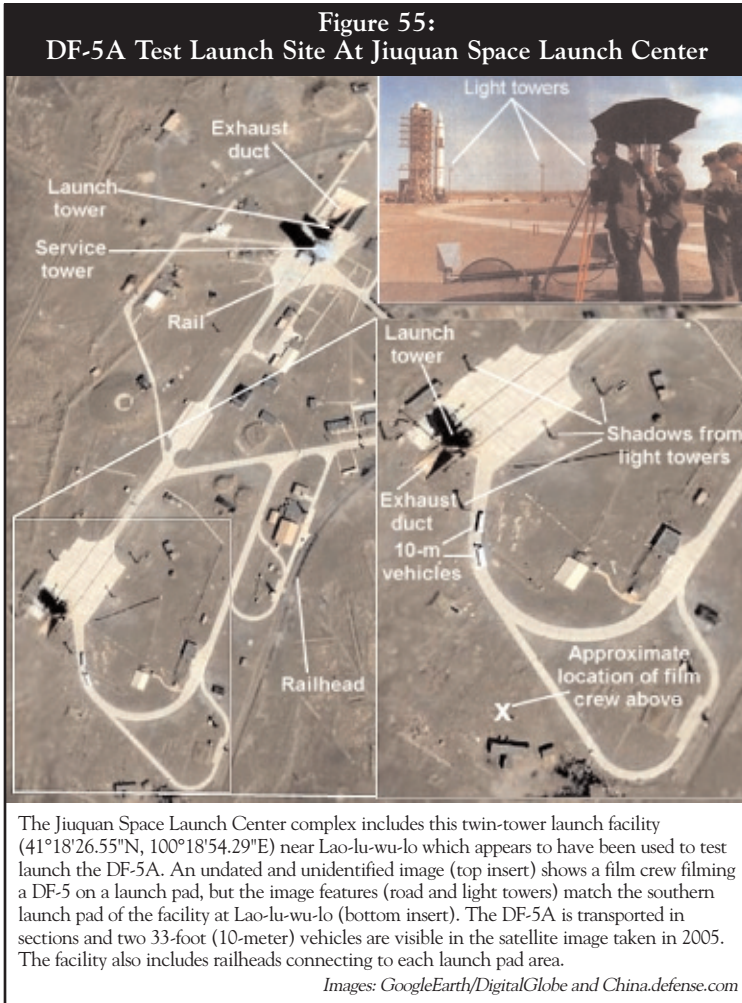 Figure 55:
DF-5A Test Launch Site At Jiuquan Space Launch Center
Exhaust
duct
Launch
tower
Service
tower
Rail
Railhead
Light towers
Launch
tower
Shadows from
light towers
Exhaust
duct
10-m
vehicles
Approximate
location of film
crew above
X
The Jiuquan Space Launch Center complex includes this twin-tower launch facility
(41°18'26.55"N, 100°18'54.29"E) near Lao-lu-wu-lo which appears to have been used to test
launch the DF-5A. An undated and unidentified image (top insert) shows a film crew filming
a DF-5 on a launch pad, but the image features (road and light towers) match the southern
launch pad of the facility at Lao-lu-wu-lo (bottom insert). The DF-5A is transported in
sections and two 33-foot (10-meter) vehicles are visible in the satellite image taken in 2005.
The facility also includes railheads connecting to each launch pad area.
Images: GoogleEarth/DigitalGlobe and China.defense.com